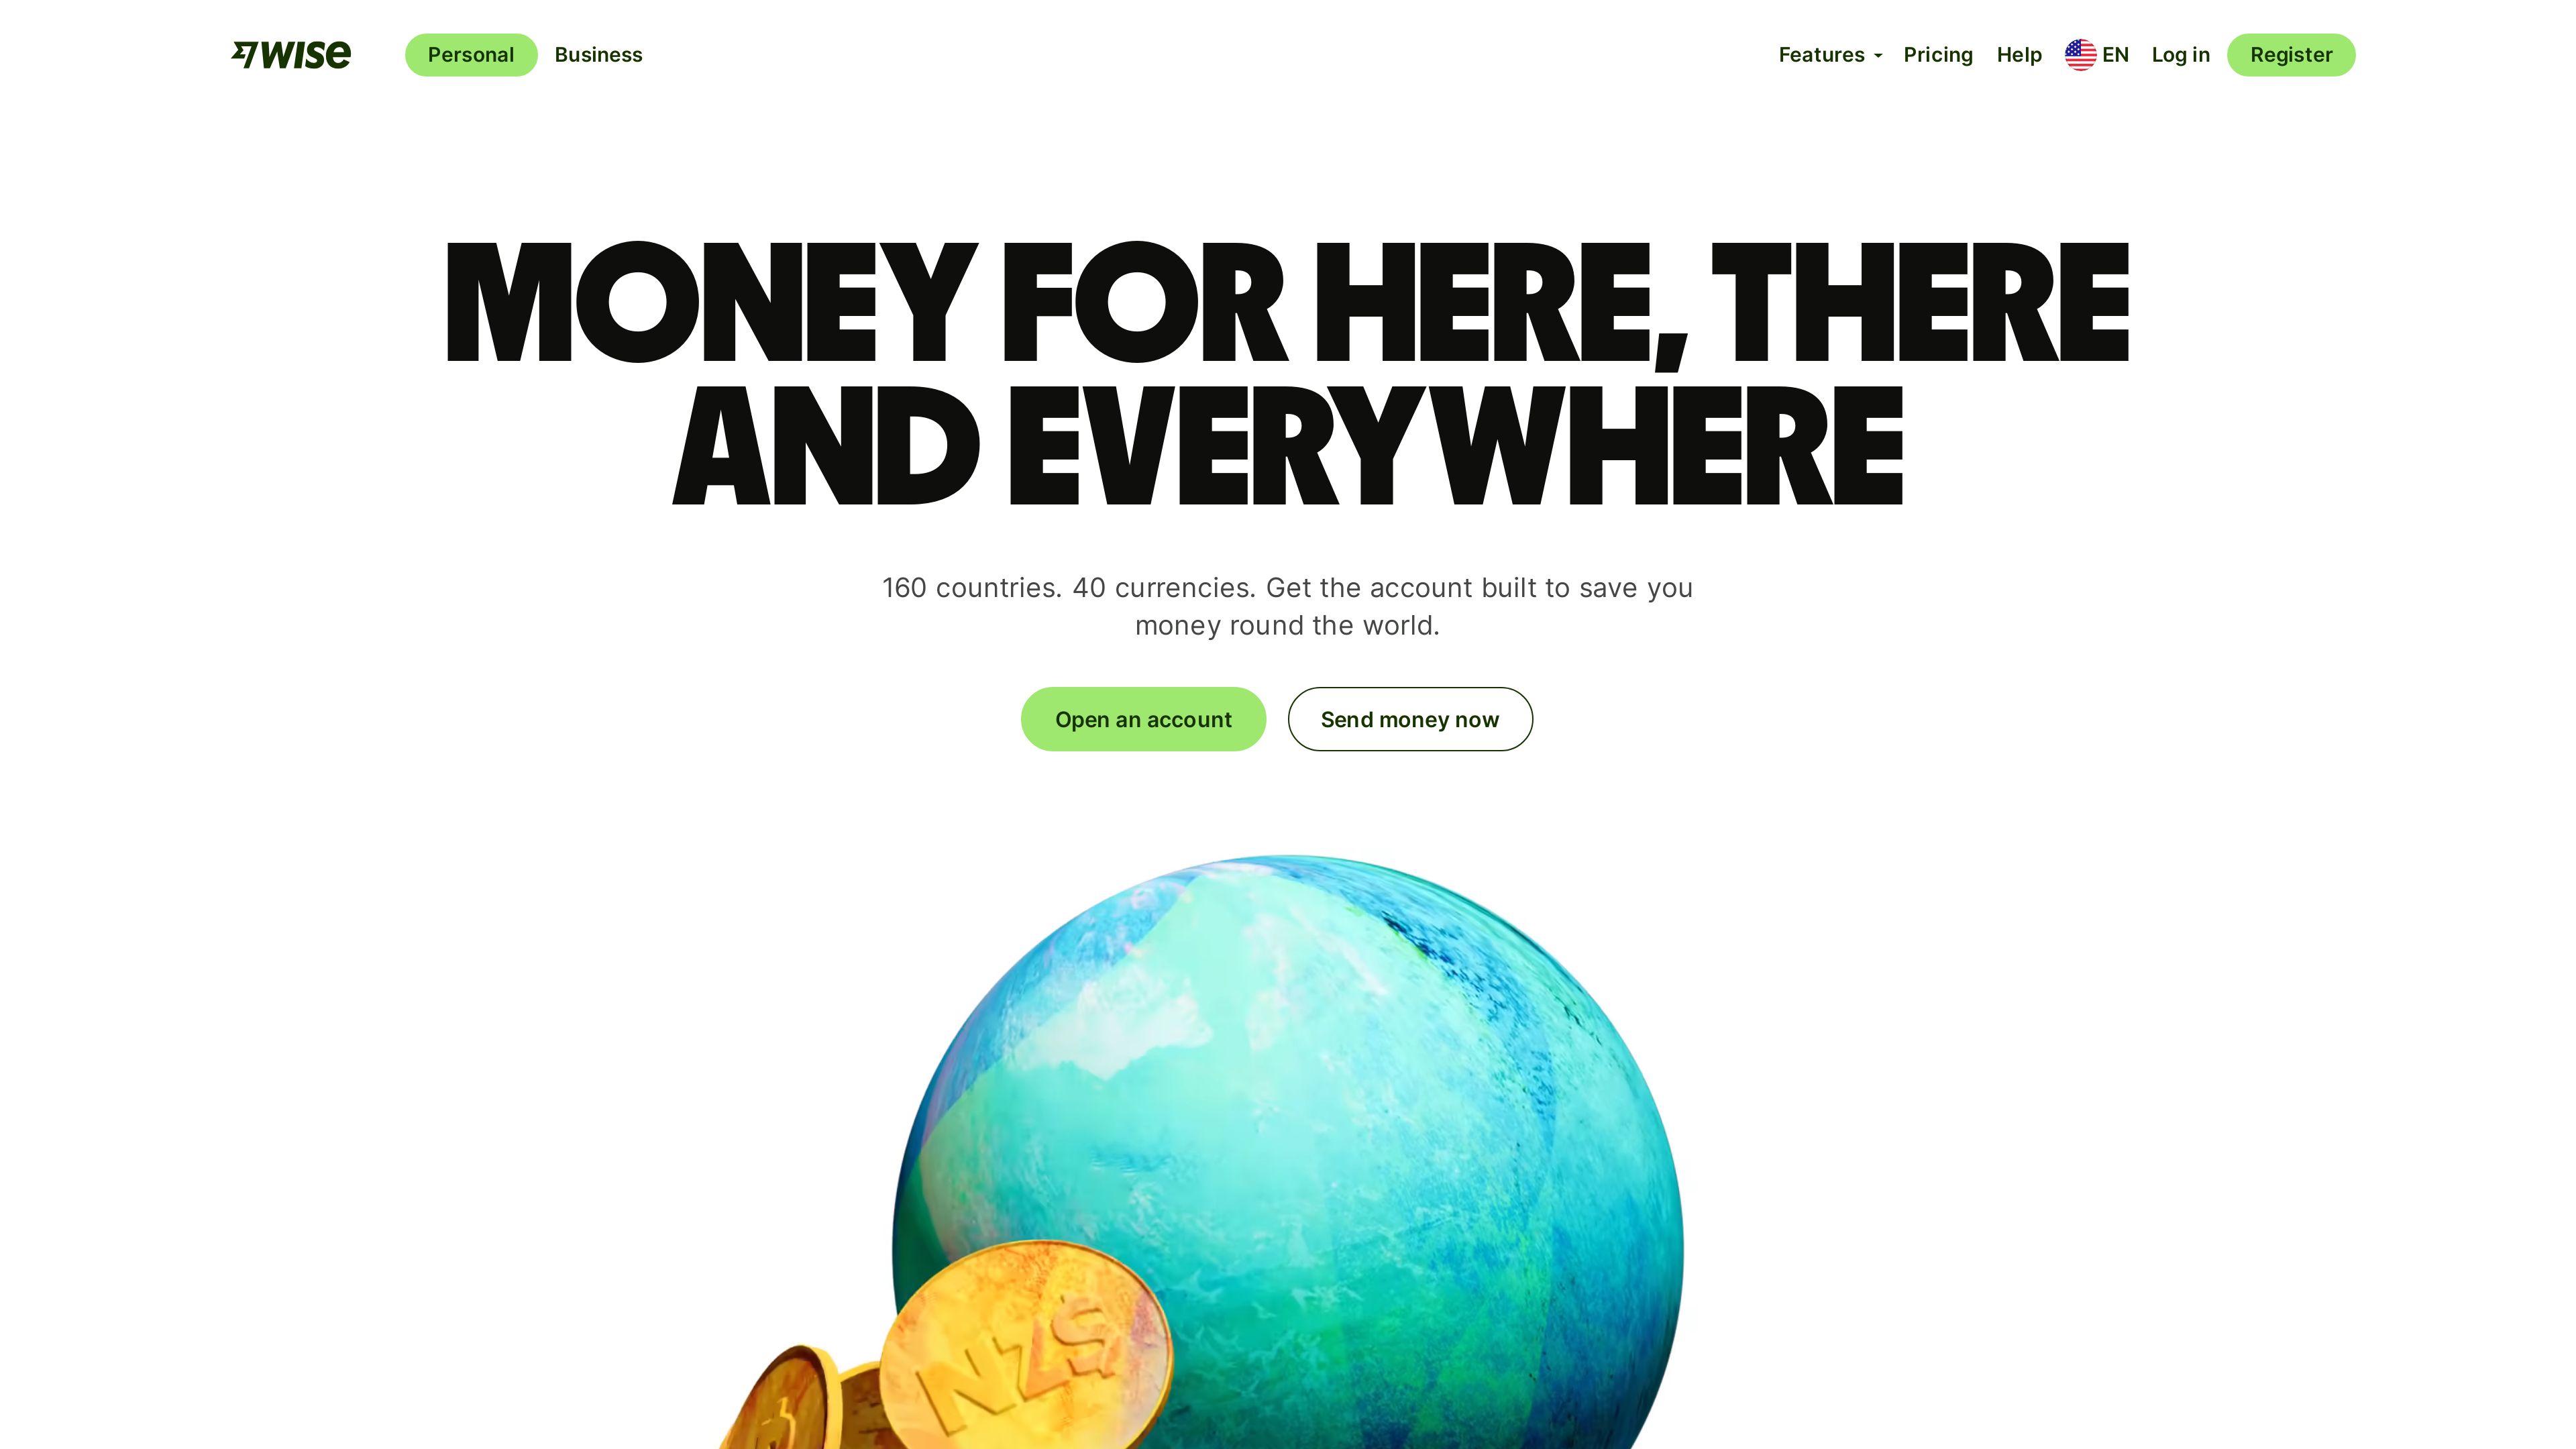 wise
Personal
Business
Features
Pricing
Help
EN
Log in
Register
MONEY FOR HERE, THERE
AND EVERYWHERE
160 countries. 40 currencies. Get the account built to save you
money round the world.
Open an account
Send money now
NZ$